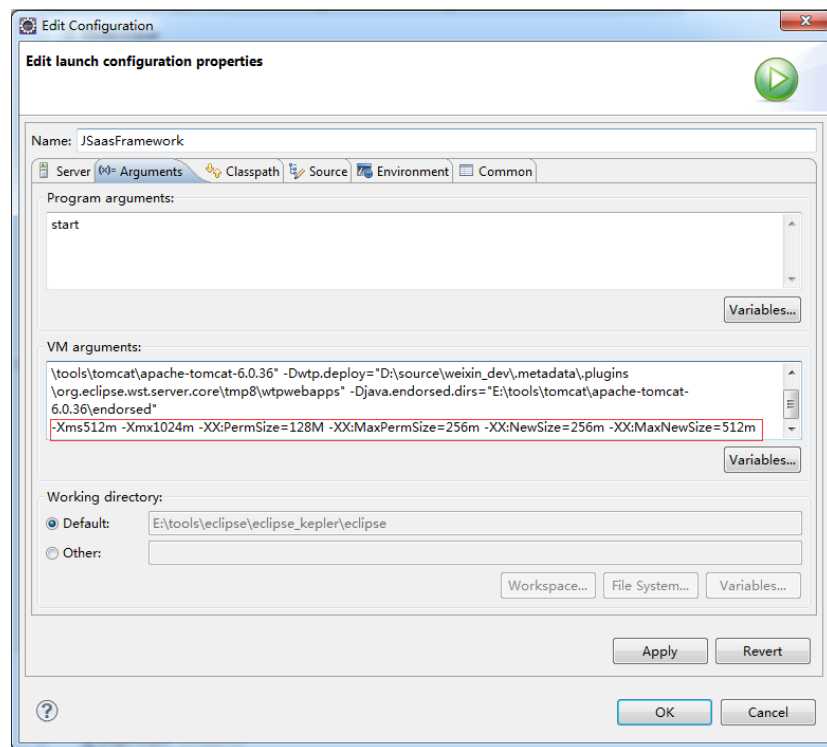 Edit Configuration
Edit launch configuration properties
Name: JSaasFramework
Server (x)= Arguments Classpath Source Environment Common
Program arguments:
start
Variables...
VM arguments:
\tools\tomcat\apache-tomcat-6.0.36" -Dwtp.deploy="D:\source\weixin_dev\.metadata\.plugins
\org.eclipse.wst.server.core\tmp8\wtpwebapps" -Djava.endorsed.dirs="E:\tools\tomcat\apache-tomcat-
6.0.36\endorsed"
-Xms512m -Xmx1024m -XX:PermSize=128M -XX:MaxPermSize=256m -XX:NewSize=256m -XX:MaxNewSize=512m
Variables...
Working directory:
Default: E:\tools\eclipse\eclipse_kepler\eclipse
Other:
Workspace... File System... Variables...
Apply Revert
OK Cancel